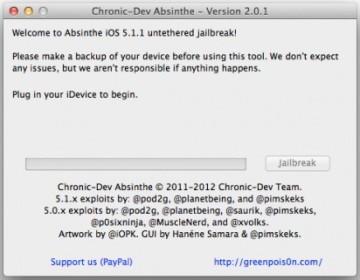 Chronic-Dev Absinthe - Version 2.0.1
Welcome to Absinthe iOS 5.1.1 untethered jailbreak!
Please make a backup of your device before using this tool. We don't expect
any issues, but we aren't responsible if anything happens.
Plug in your iDevice to begin.
Jailbreak
Chronic-Dev Absinthe © 2011-2012 Chronic-Dev Team.
5.1.x exploits by: @pod2g, @planetbeing, and @pimskeks
5.0.x exploits by: @pod2g, @planetbeing, @saurik, @pimskeks,
@p0sixninja, @MuscleNerd, and @xvolks.
Artwork by @iOPK. GUI by Hanéne Samara & @pimskeks.
Support us (PayPal)
http://greenpois0n.com/